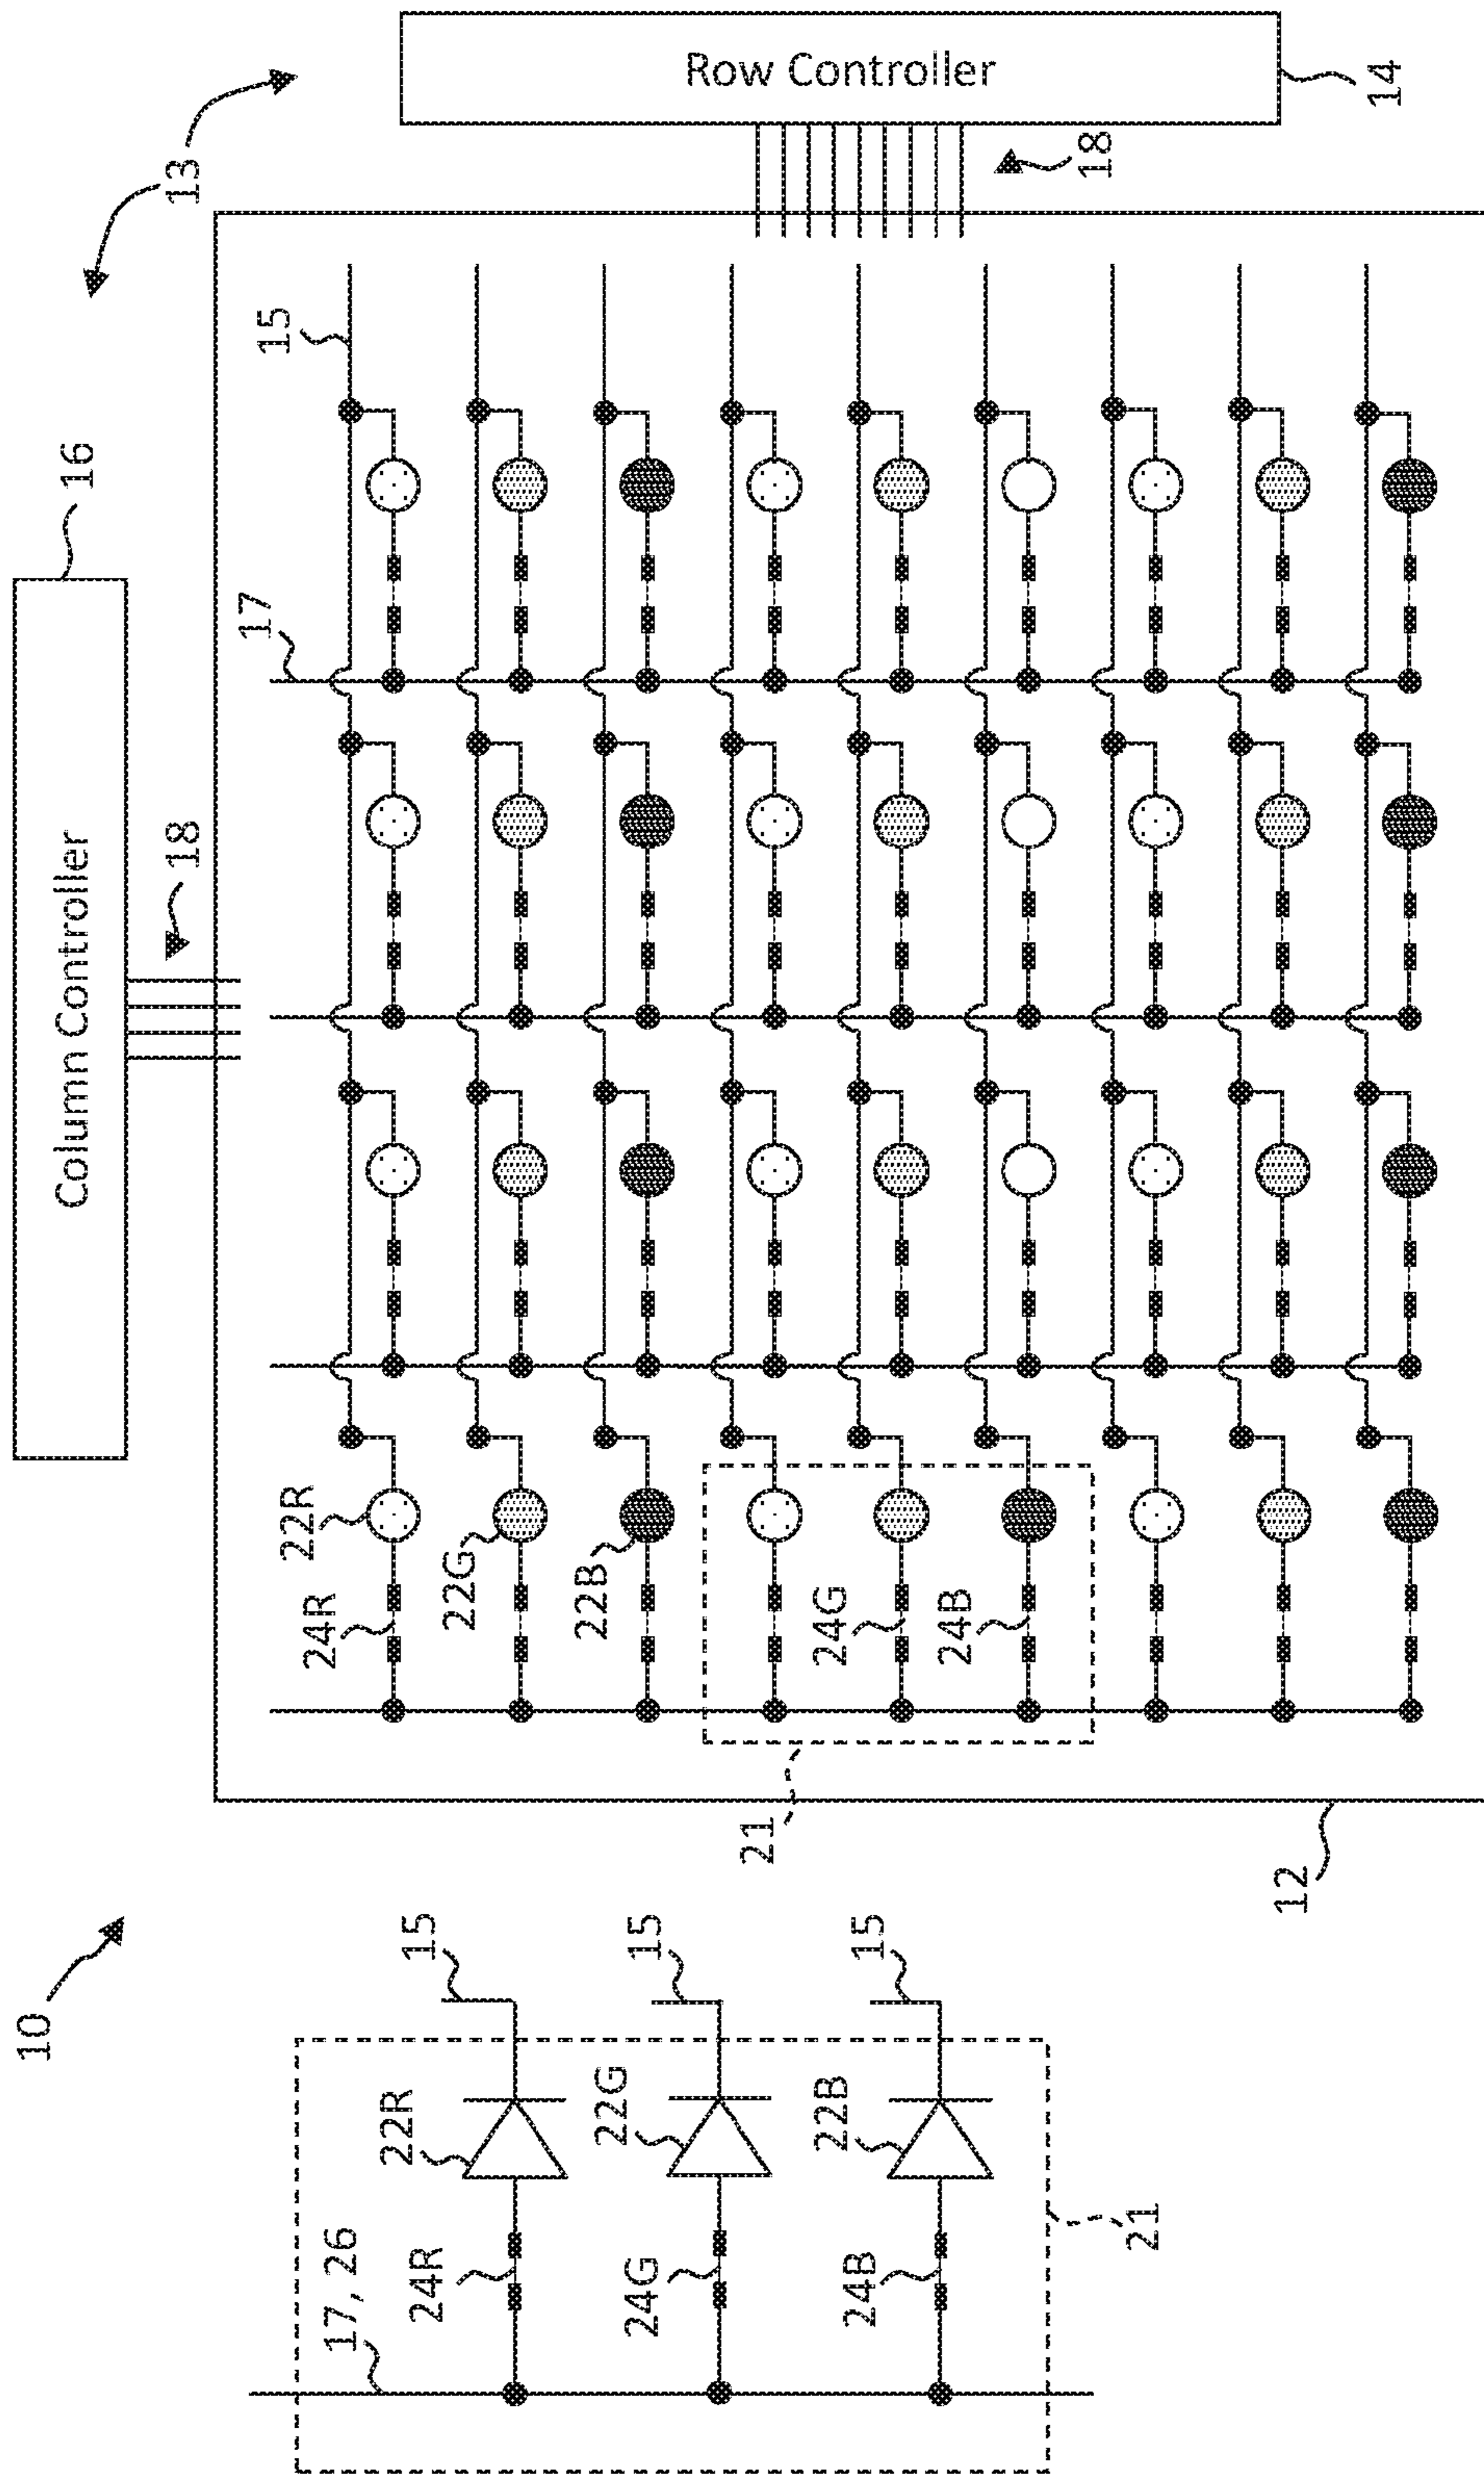 Row Controller
14
13
18
15
16
Column Controller
18
17
22R
24R
22G
22B
24G
24B
21
12
10
15
15
15
22R
22G
22B
17, 26
24R
24G
24B
21